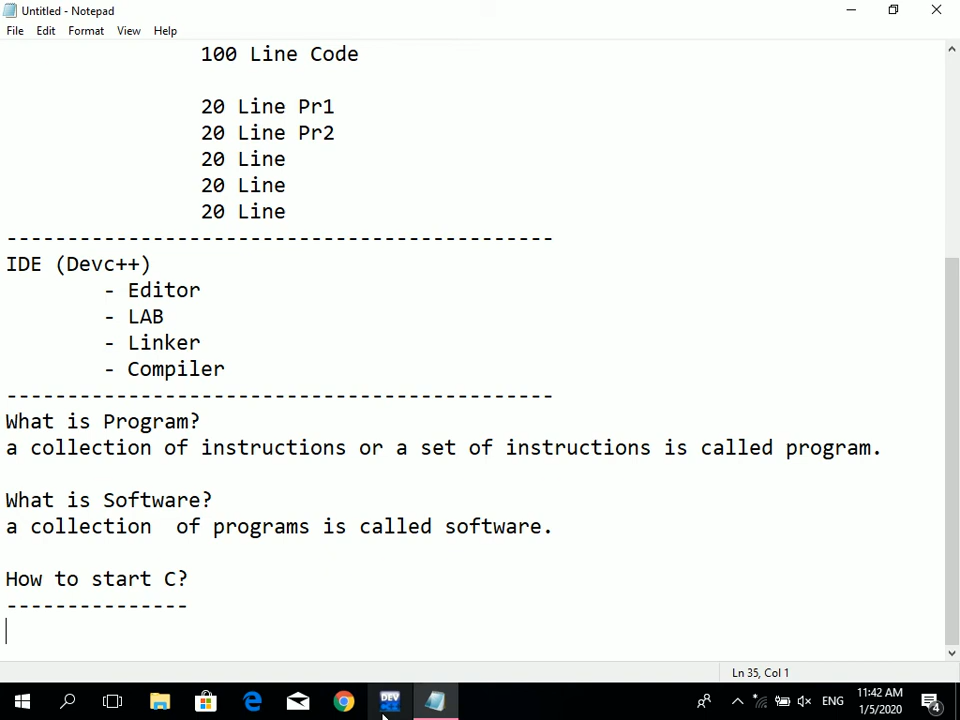 Untitled - Notepad
File Edit Format View Help
100 Line Code
20 Line Pr1
20 Line Pr2
20 Line
20 Line
20 Line
---------------------------------------------
IDE (Devc++)
- Editor
- LAB
- Linker
- Compiler
---------------------------------------------
What is Program?
a collection of instructions or a set of instructions is called program.
What is Software?
a collection  of programs is called software.
How to start C?
---------------
Ln 35, Col 1
DEV
ENG
11:42 AM
1/5/2020
4